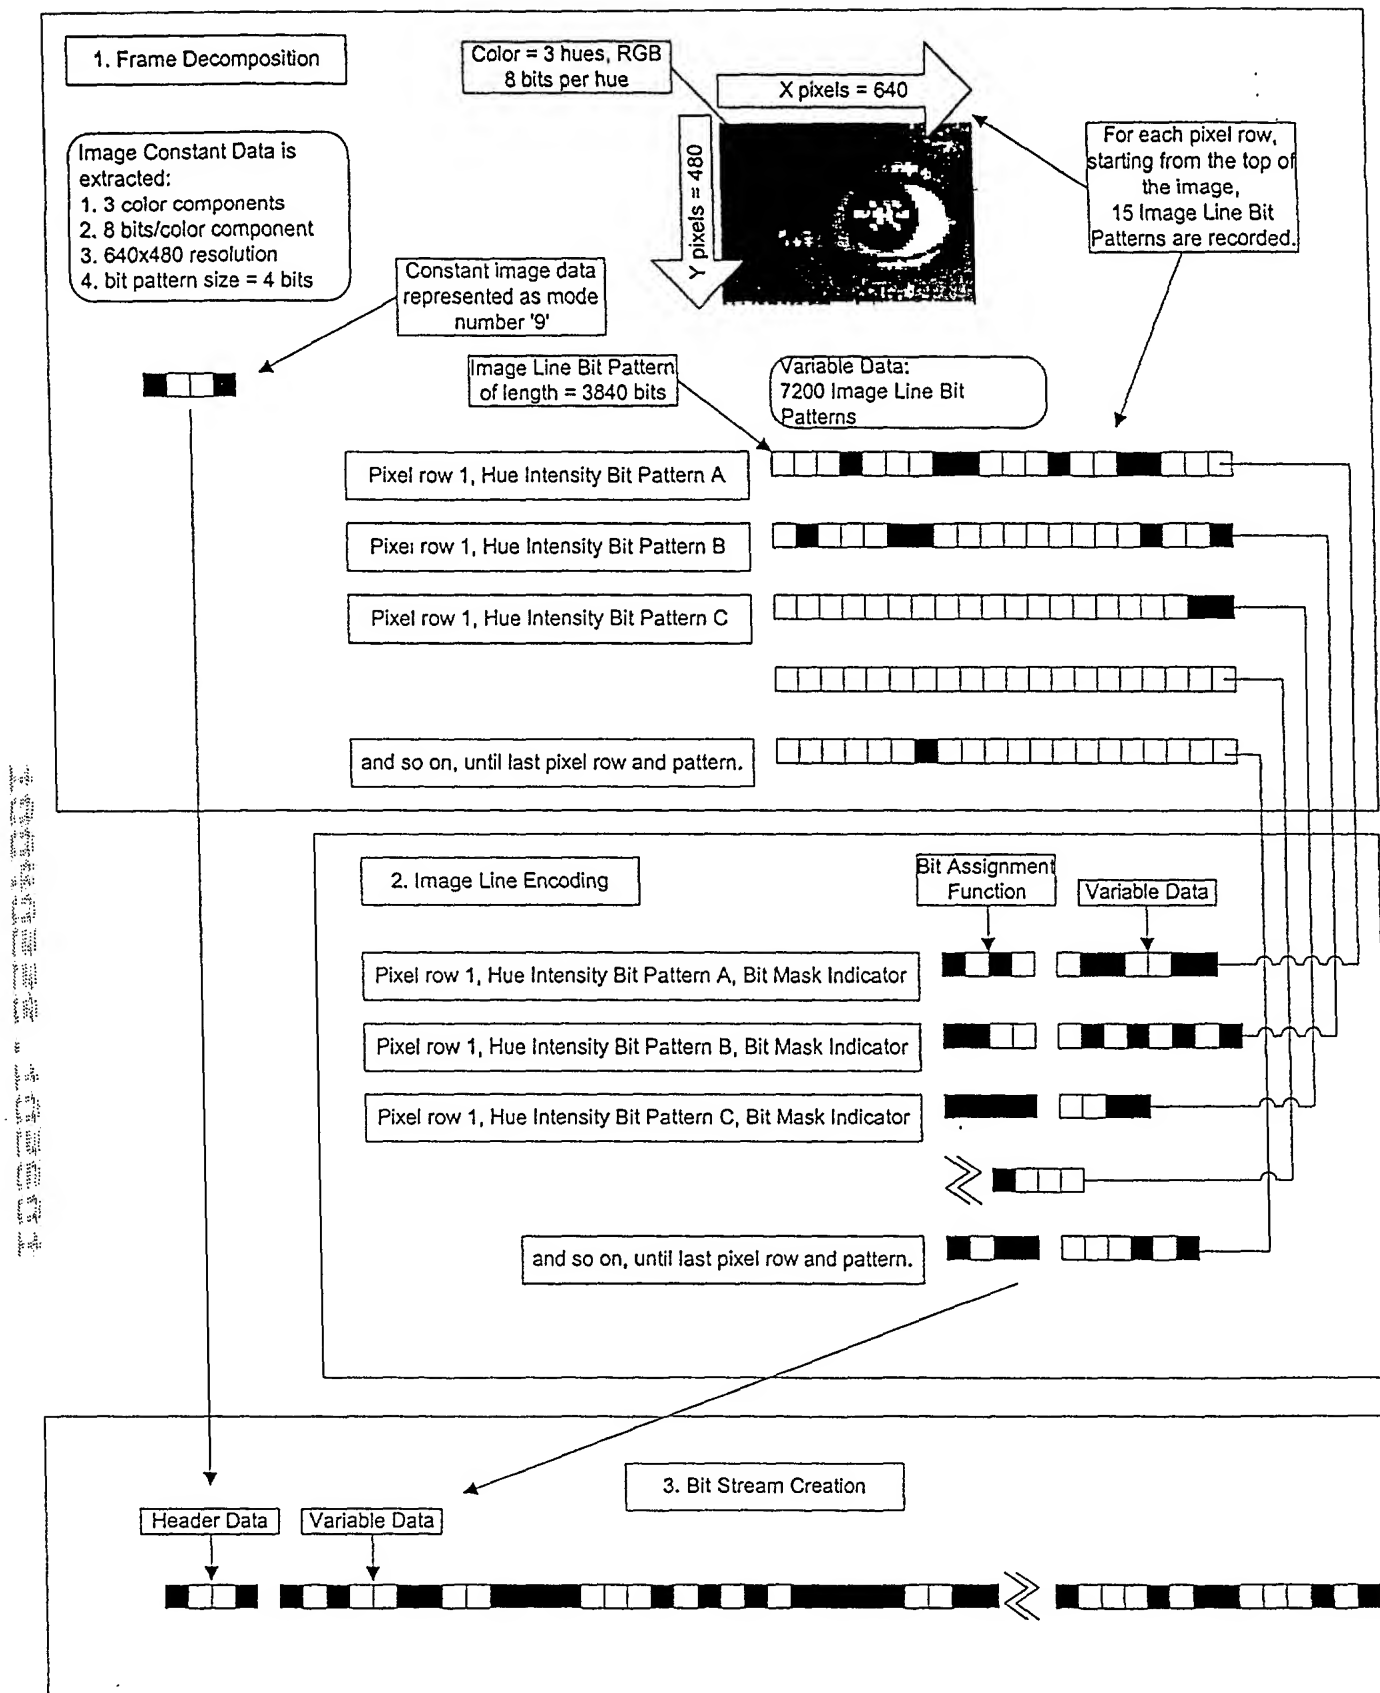 1. Frame Decomposition
Color = 3 hues, RGB
8 bits per hue
X pixels = 640
Y pixels = 480
For each pixel row,
starting from the top of
the image,
15 Image Line Bit
Patterns are recorded.
Image Constant Data is
extracted:
1. 3 color components
2. 8 bits/color component
3. 640x480 resolution
4. bit pattern size = 4 bits
Constant image data
represented as mode
number '9'
Image Line Bit Pattern
of length = 3840 bits
Variable Data:
7200 Image Line Bit
Patterns
Pixel row 1, Hue Intensity Bit Pattern A
Pixel row 1, Hue Intensity Bit Pattern B
Pixel row 1, Hue Intensity Bit Pattern C
and so on, until last pixel row and pattern.
2. Image Line Encoding
Bit Assignment
Function
Variable Data
Pixel row 1, Hue Intensity Bit Pattern A, Bit Mask Indicator
Pixel row 1, Hue Intensity Bit Pattern B, Bit Mask Indicator
Pixel row 1, Hue Intensity Bit Pattern C, Bit Mask Indicator
and so on, until last pixel row and pattern.
3. Bit Stream Creation
Header Data
Variable Data